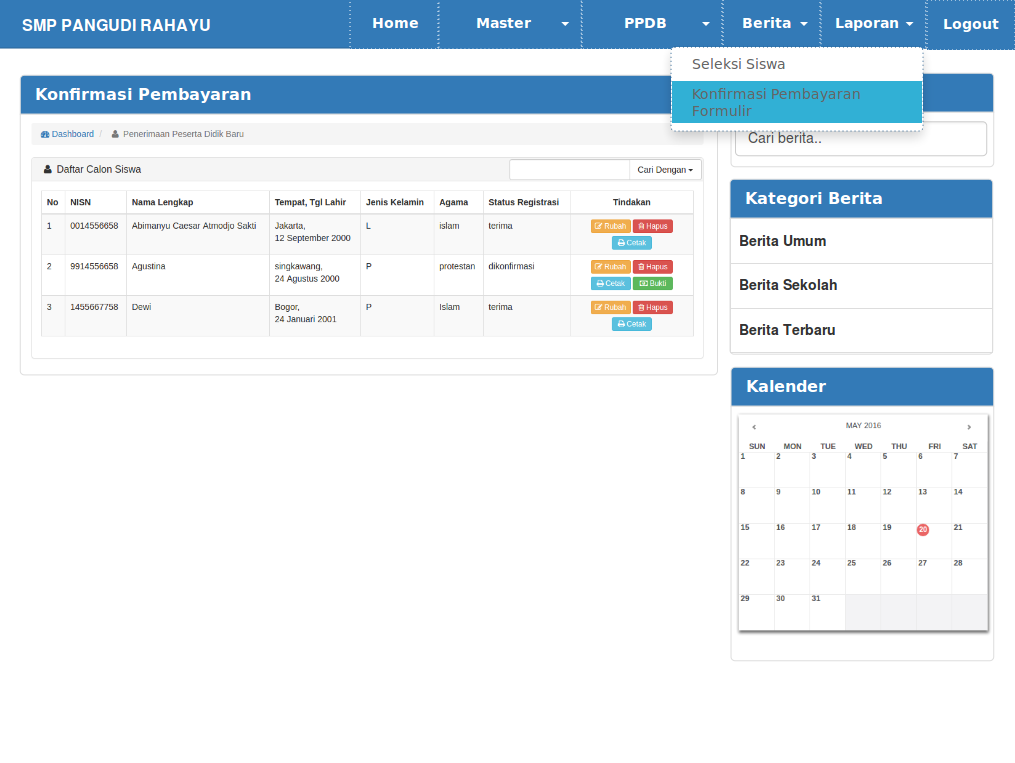 SMP PANGUDI RAHAYU
Home
Master
PPDB
Berita
Laporan
Logout
Seleksi Siswa
Konfirmasi Pembayaran
Formulir
Konfirmasi Pembayaran
Dashboard / Penerimaan Peserta Didik Baru
Daftar Calon Siswa
Cari Dengan
No NISN Nama Lengkap Tempat, Tgl Lahir Jenis Kelamin Agama Status Registrasi Tindakan
1 0014556658 Abimanyu Caesar Atmodjo Sakti Jakarta, L islam terima Rubah Hapus
12 September 2000 Cetak
2 9914556658 Agustina singkawang, P protestan dikonfirmasi Rubah Hapus
24 Agustus 2000 Cetak Bukti
3 1455667758 Dewi Bogor, P Islam terima Rubah Hapus
24 Januari 2001 Cetak
Cari berita..
Kategori Berita
Berita Umum
Berita Sekolah
Berita Terbaru
Kalender
‹ MAY 2016 ›
SUN MON TUE WED THU FRI SAT
1 2 3 4 5 6 7
8 9 10 11 12 13 14
15 16 17 18 19 20 21
22 23 24 25 26 27 28
29 30 31